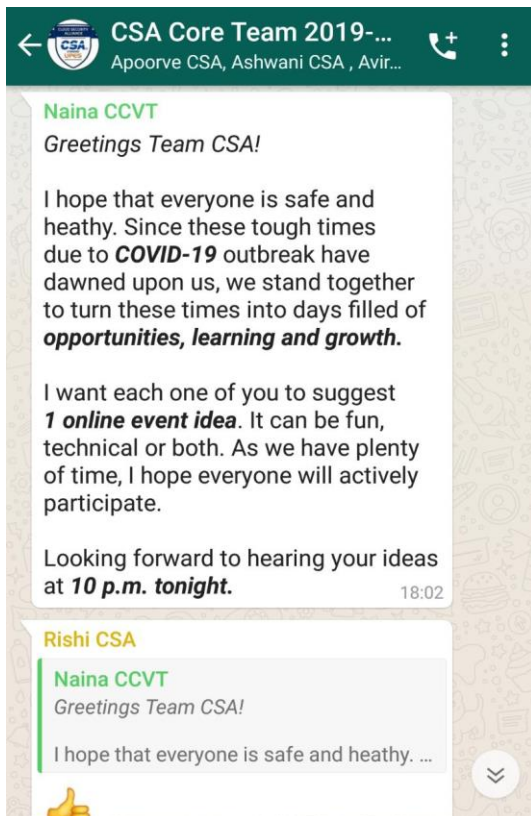 CSA Core Team 2019-...
Apoorve CSA, Ashwani CSA , Avir...
CSA
UPES
Naina CCVT
Greetings Team CSA!
I hope that everyone is safe and
heathy. Since these tough times
due to COVID-19 outbreak have
dawned upon us, we stand together
to turn these times into days filled of
opportunities, learning and growth.
I want each one of you to suggest
1 online event idea. It can be fun,
technical or both. As we have plenty
of time, I hope everyone will actively
participate.
Looking forward to hearing your ideas
at 10 p.m. tonight.
18:02
Rishi CSA
Naina CCVT
Greetings Team CSA!
I hope that everyone is safe and heathy. ...